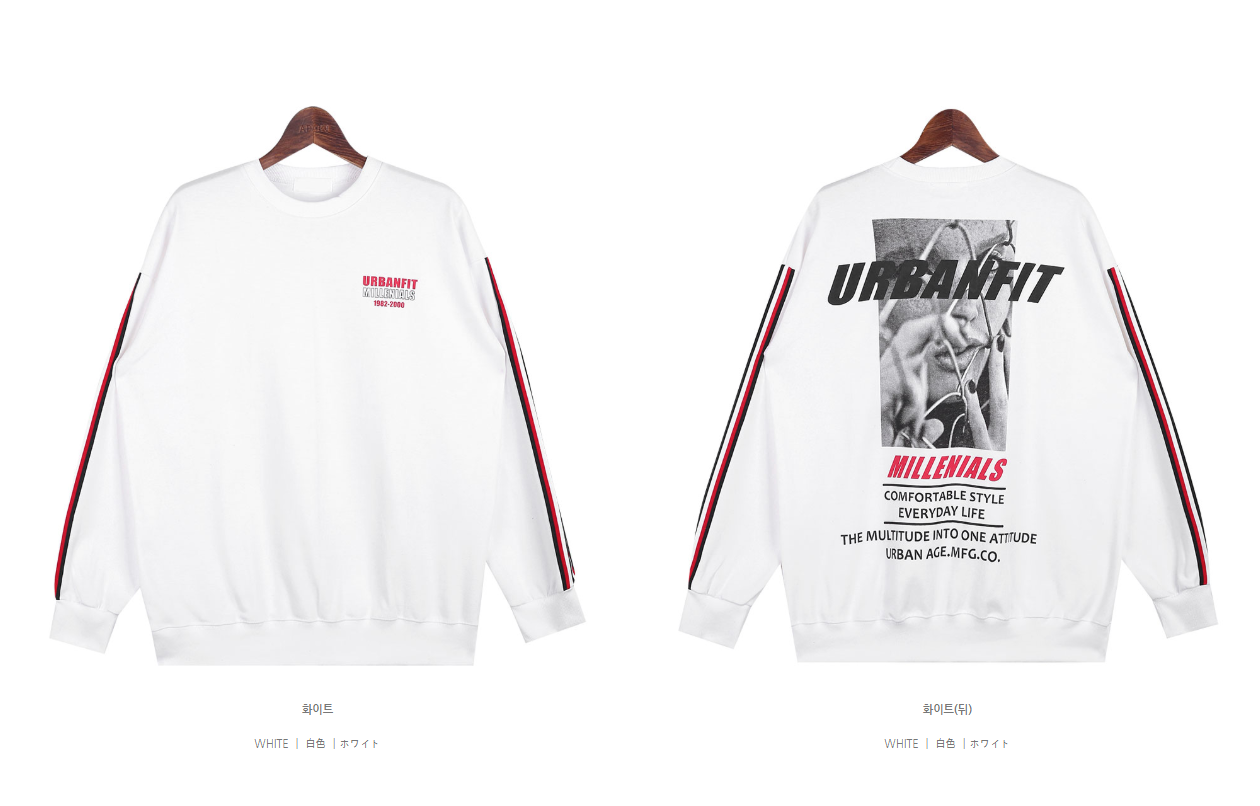 URBANFIT
MILLENIALS
1982-2000
화이트
WHITE | 白色 | ホワイト
URBANFIT
MILLENIALS
COMFORTABLE STYLE
EVERYDAY LIFE
THE MULTITUDE INTO ONE ATTITUDE
URBAN AGE.MFG.CO.
화이트(뒤)
WHITE | 白色 | ホワイト